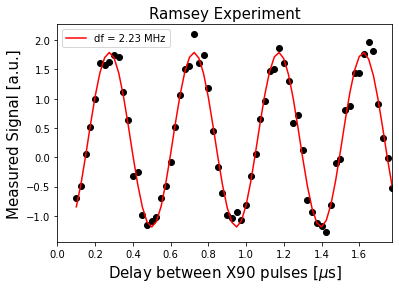 Ramsey Experiment
df = 2.23 MHz
Measured Signal [a.u.]
2.0
1.5
1.0
0.5
0.0
−0.5
−1.0
0.0 0.2 0.4 0.6 0.8 1.0 1.2 1.4 1.6
Delay between X90 pulses [μs]